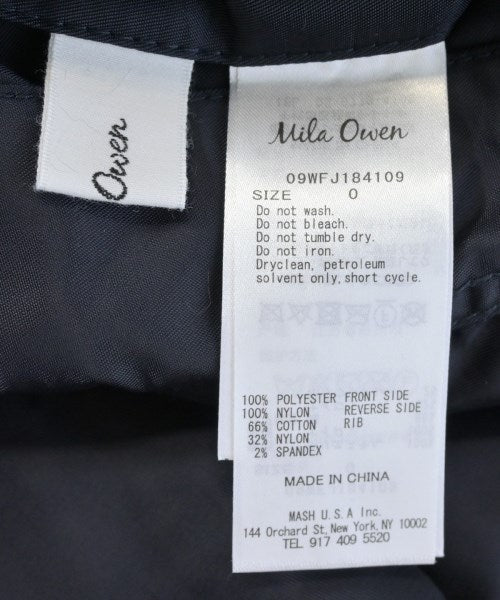 Owen
Mila Owen
09WFJ184109
SIZE 0
Do not wash.
Do not bleach.
Do not tumble dry.
Do not iron.
Dryclean, petroleum
solvent only, short cycle.
100% POLYESTER FRONT SIDE
100% NYLON REVERSE SIDE
66% COTTON RIB
32% NYLON
2% SPANDEX
MADE IN CHINA
MASH U.S.A Inc.
144 Orchard St, New York, NY 10002
TEL 917 409 5520